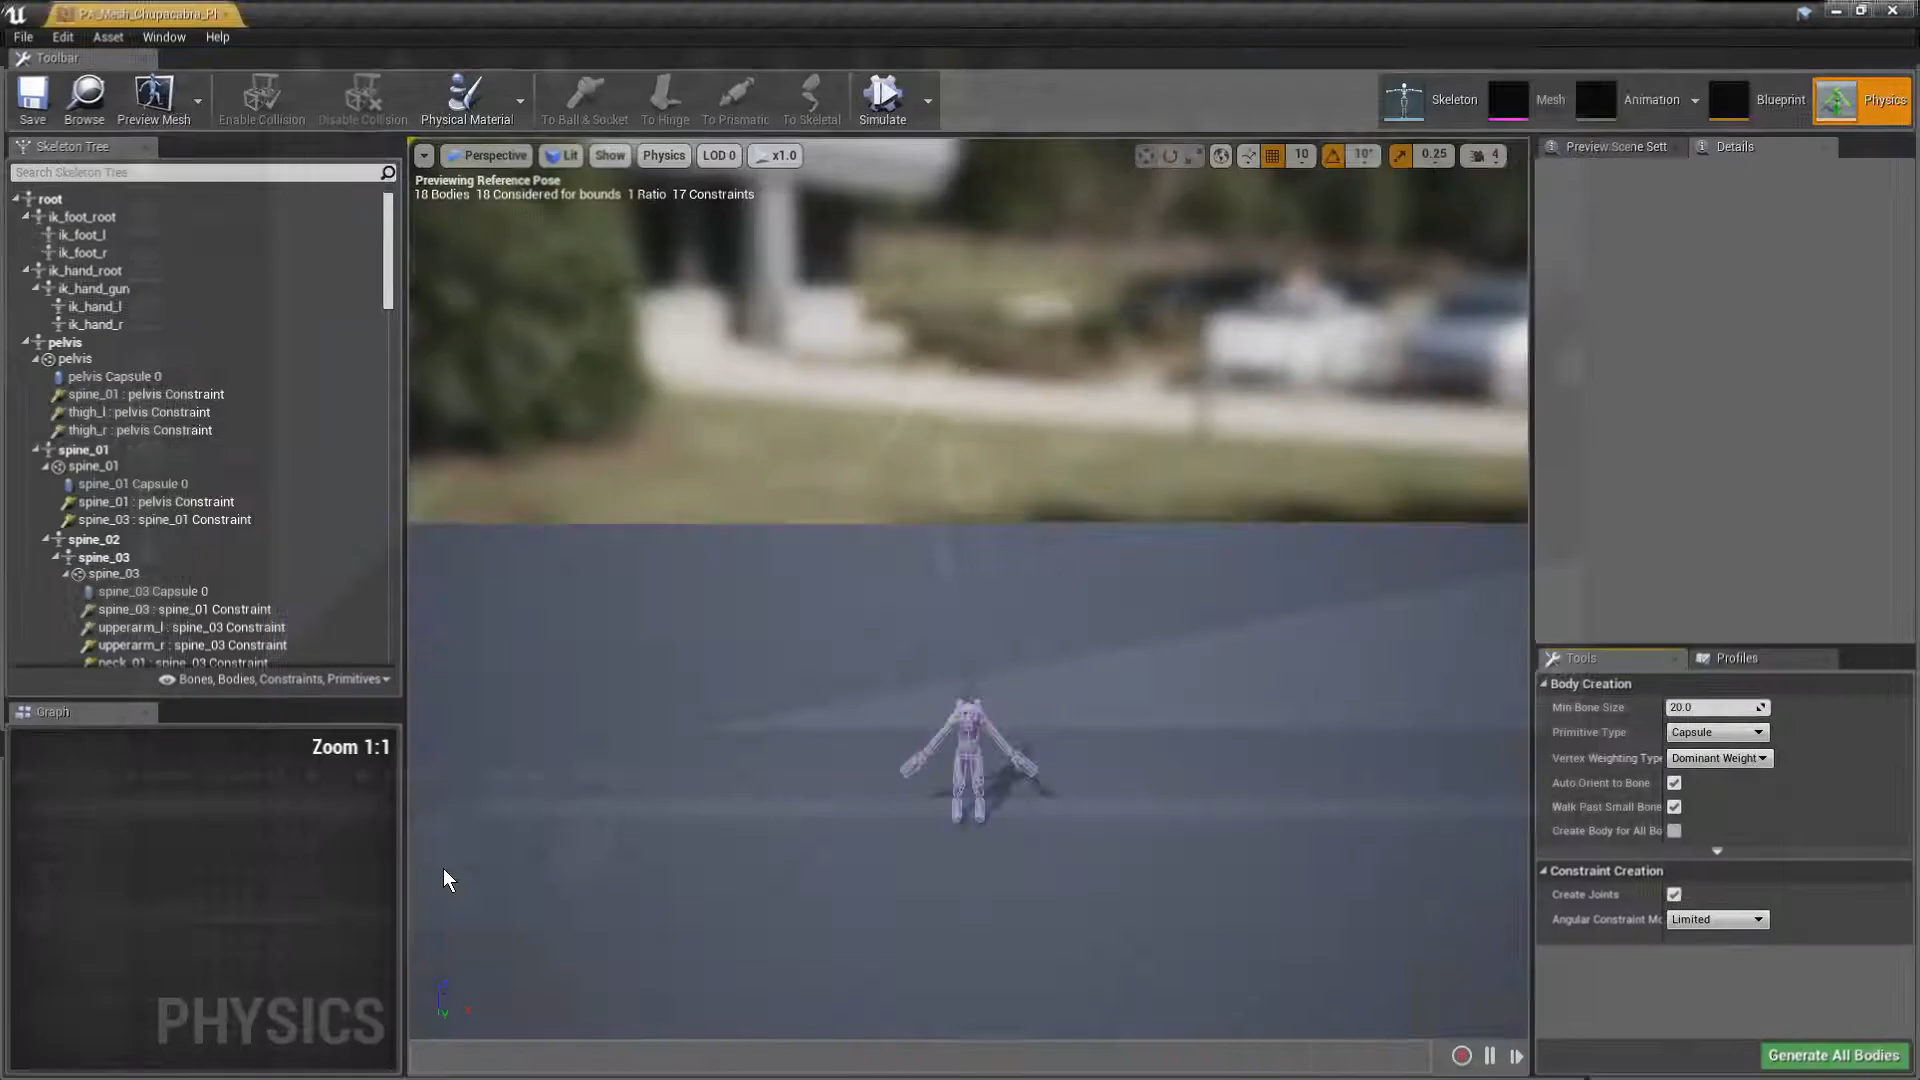 PA_Mesh_Chupacabra_Pl
File Edit Asset Window Help
Toolbar
Save Browse Preview Mesh Enable Collision Disable Collision Physical Material To Ball & Socket To Hinge To Prismatic To Skeletal Simulate Skeleton Mesh Animation Blueprint Physics
Skeleton Tree
Search Skeleton Tree
root
ik_foot_root
ik_foot_l
ik_foot_r
ik_hand_root
ik_hand_gun
ik_hand_l
ik_hand_r
pelvis
pelvis
pelvis Capsule 0
spine_01 : pelvis Constraint
thigh_l : pelvis Constraint
thigh_r : pelvis Constraint
spine_01
spine_01
spine_01 Capsule 0
spine_01 : pelvis Constraint
spine_03 : spine_01 Constraint
spine_02
spine_03
spine_03
spine_03 Capsule 0
spine_03 : spine_01 Constraint
upperarm_l : spine_03 Constraint
upperarm_r : spine_03 Constraint
neck_01 : spine_03 Constraint
Bones, Bodies, Constraints, Primitives
Graph
Zoom 1:1
PHYSICS
Perspective Lit Show Physics LOD 0 x1.0 10 10° 0.25 4
Previewing Reference Pose
18 Bodies 18 Considered for bounds 1 Ratio 17 Constraints
Preview Scene Sett Details
Tools Profiles
Body Creation
Min Bone Size 20.0
Primitive Type Capsule
Vertex Weighting Type Dominant Weight
Auto Orient to Bone
Walk Past Small Bone
Create Body for All Bo
Constraint Creation
Create Joints
Angular Constraint Mo Limited
Generate All Bodies